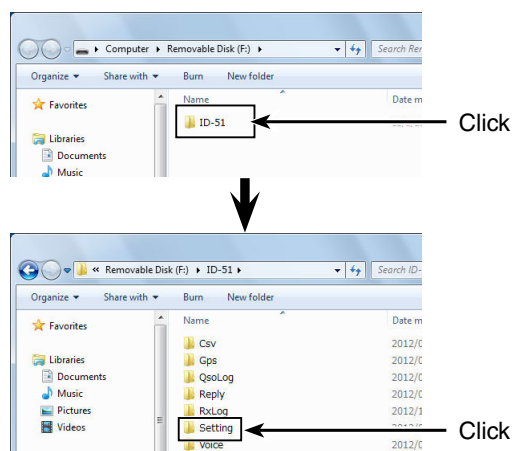 Computer Removable Disk (F:)
Search Rer
Organize Share with Burn New folder
Favorites
Name Date m
ID-51
Click
Libraries
Documents
Music
« Removable Disk (F:) ID-51
Search ID-
Organize Share with Burn New folder
Favorites
Name Date m
Csv 2012/0
Libraries
Gps 2012/0
Documents
QsoLog 2012/0
Music
Reply 2012/0
Pictures
RxLog 2012/1
Videos
Setting
Click
Voice 2012/0